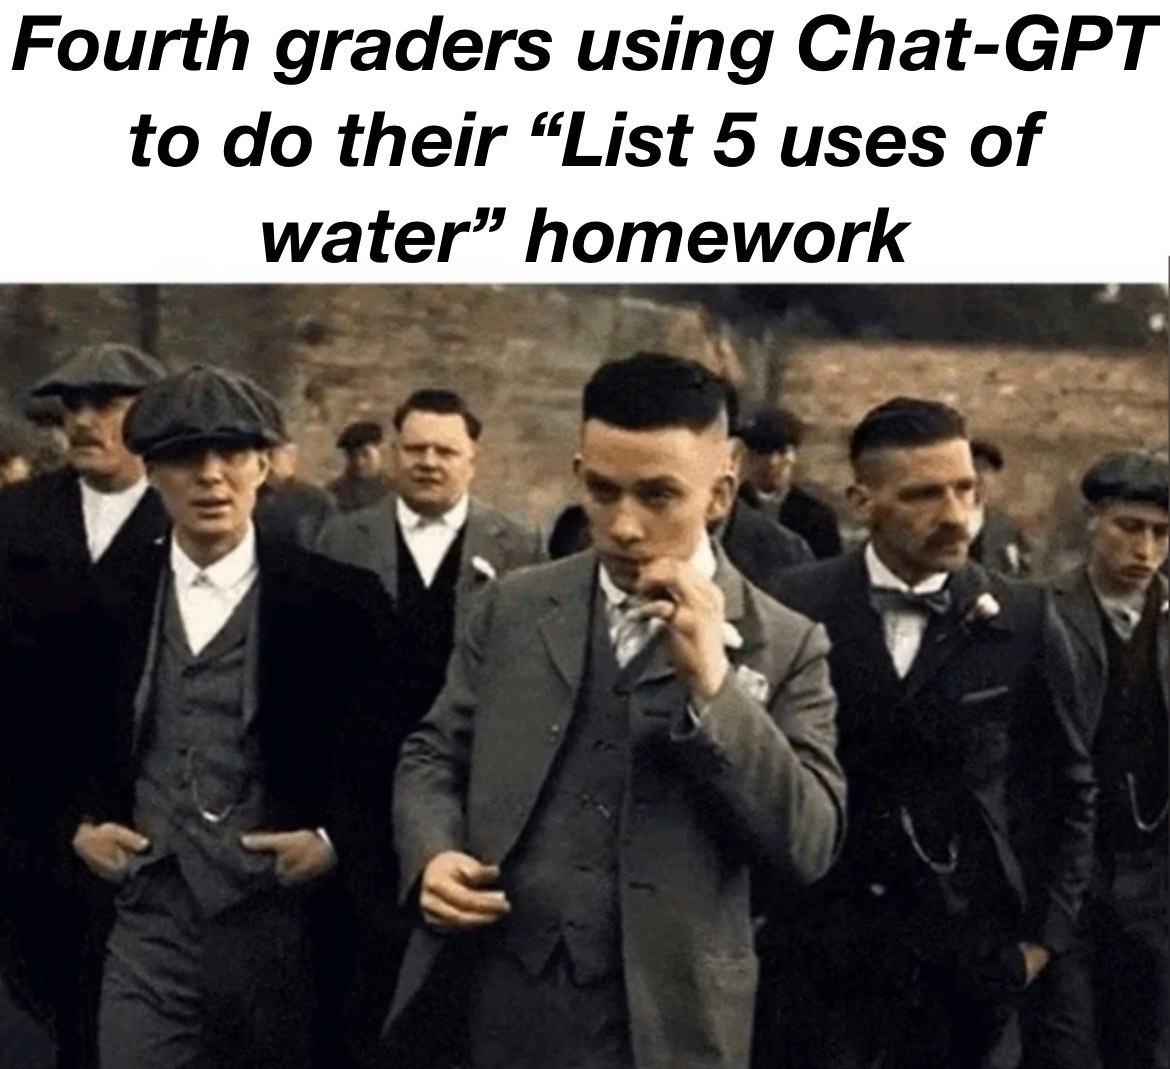 Fourth graders using Chat-GPT
to do their “List 5 uses of
water” homework